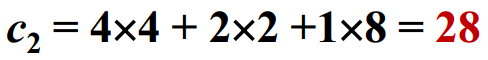 c₂ = 4×4 + 2×2 +1×8 = 28